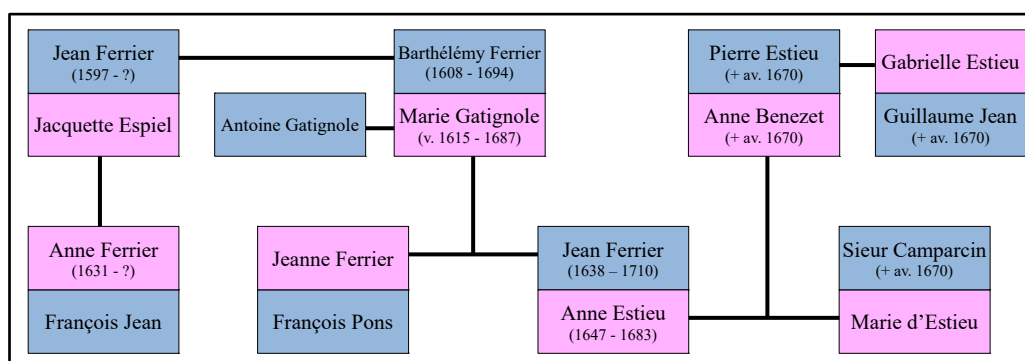 Jean Ferrier
(1597 - ?)
Jacquette Espiel
Antoine Gatignole
Barthélémy Ferrier
(1608 - 1694)
Marie Gatignole
(v. 1615 - 1687)
Pierre Estieu
(+ av. 1670)
Anne Benezet
(+ av. 1670)
Gabrielle Estieu
Guillaume Jean
(+ av. 1670)
Anne Ferrier
(1631 - ?)
François Jean
Jeanne Ferrier
François Pons
Jean Ferrier
(1638 – 1710)
Anne Estieu
(1647 - 1683)
Sieur Camparcin
(+ av. 1670)
Marie d’Estieu